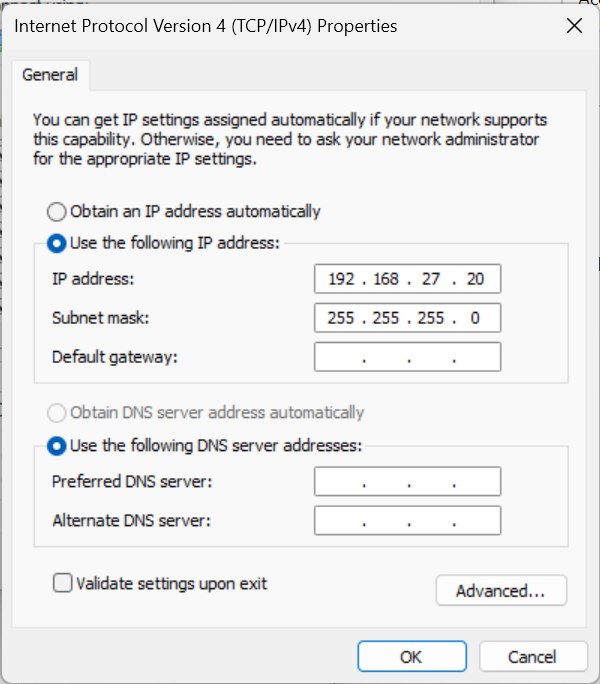 Internet Protocol Version 4 (TCP/IPv4) Properties
General
You can get IP settings assigned automatically if your network supports
this capability. Otherwise, you need to ask your network administrator
for the appropriate IP settings.
Obtain an IP address automatically
Use the following IP address:
IP address: 192 . 168 . 27 . 20
Subnet mask: 255 . 255 . 255 . 0
Default gateway: . . .
Obtain DNS server address automatically
Use the following DNS server addresses:
Preferred DNS server: . . .
Alternate DNS server: . . .
Validate settings upon exit
Advanced...
OK Cancel